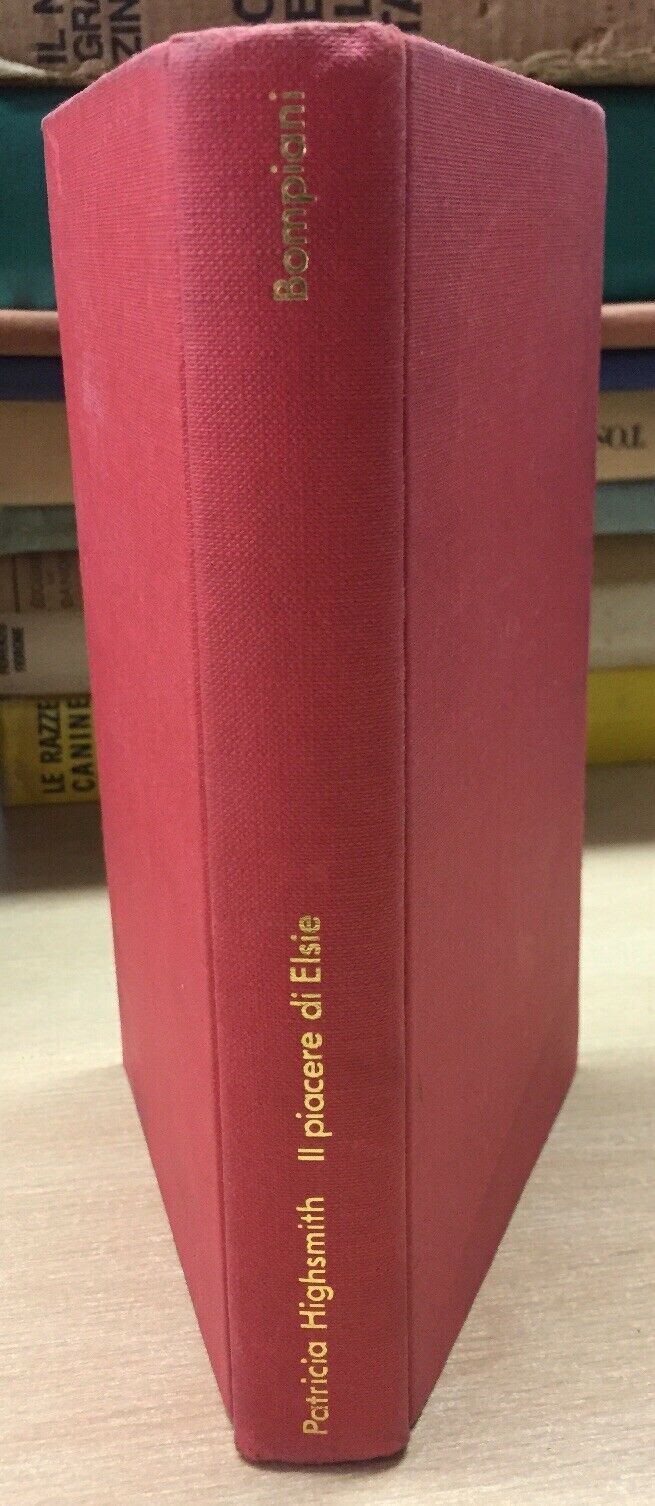 Bompiani
Patricia Highsmith Il piacere di Elsie
LE RAZZE
CANINE